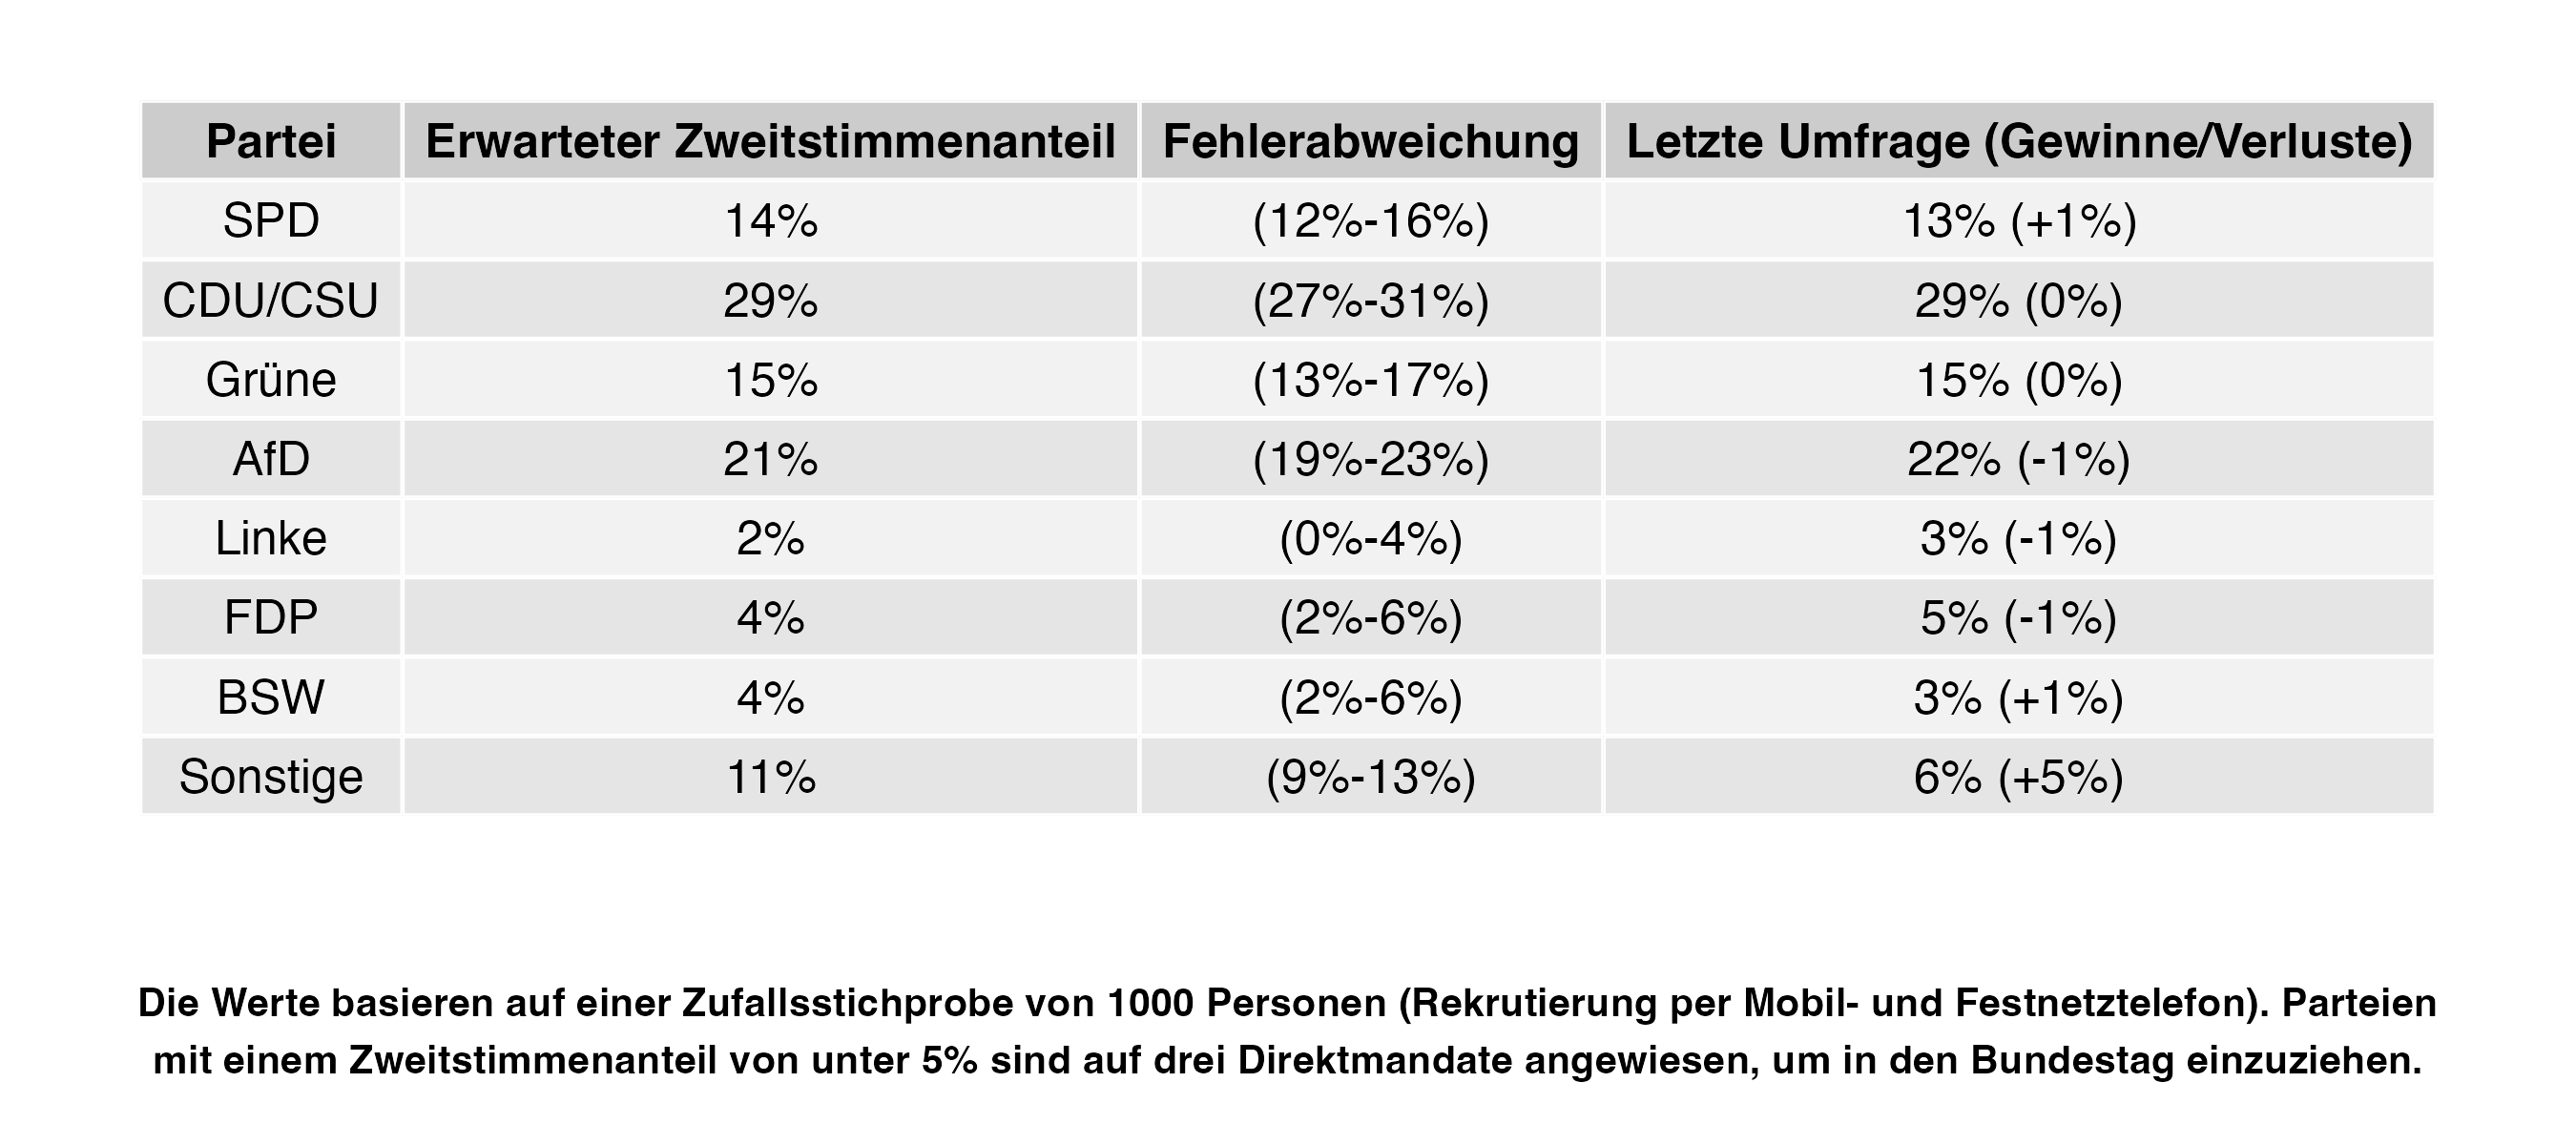 Partei Erwarteter Zweitstimmenanteil Fehlerabweichung Letzte Umfrage (Gewinne/Verluste)
SPD 14% (12%-16%) 13% (+1%)
CDU/CSU 29% (27%-31%) 29% (0%)
Grüne 15% (13%-17%) 15% (0%)
AfD 21% (19%-23%) 22% (-1%)
Linke 2% (0%-4%) 3% (-1%)
FDP 4% (2%-6%) 5% (-1%)
BSW 4% (2%-6%) 3% (+1%)
Sonstige 11% (9%-13%) 6% (+5%)
Die Werte basieren auf einer Zufallsstichprobe von 1000 Personen (Rekrutierung per Mobil- und Festnetztelefon). Parteien
mit einem Zweitstimmenanteil von unter 5% sind auf drei Direktmandate angewiesen, um in den Bundestag einzuziehen.